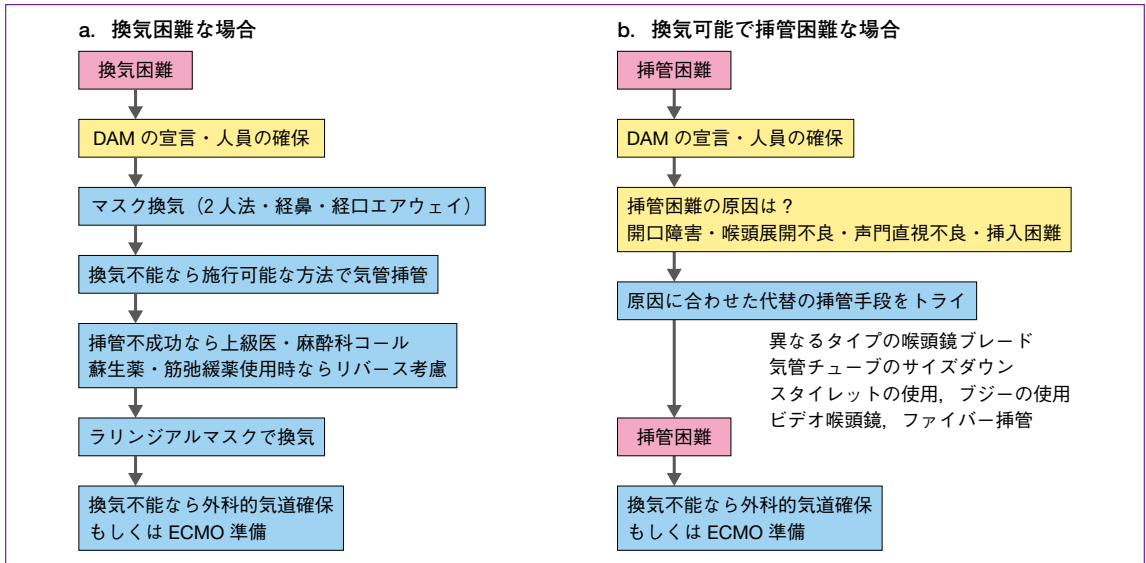 a. 換気困難な場合
換気困難
DAM の宣言・人員の確保
マスク換気（2 人法・経鼻・経口エアウェイ）
換気不能なら施行可能な方法で気管挿管
挿管不成功なら上級医・麻酔科コール
蘇生薬・筋弛緩薬使用時ならリバース考慮
ラリンジアルマスクで換気
換気不能なら外科的気道確保
もしくは ECMO 準備
b. 換気可能で挿管困難な場合
挿管困難
DAM の宣言・人員の確保
挿管困難の原因は？
開口障害・喉頭展開不良・声門直視不良・挿入困難
原因に合わせた代替の挿管手段をトライ
異なるタイプの喉頭鏡ブレード
気管チューブのサイズダウン
スタイレットの使用，ブジーの使用
ビデオ喉頭鏡，ファイバー挿管
挿管困難
換気不能なら外科的気道確保
もしくは ECMO 準備